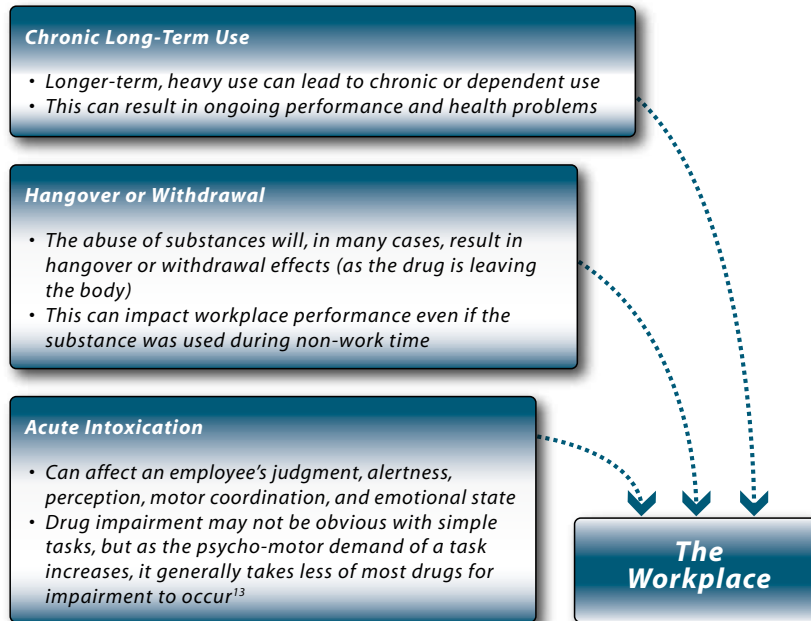 Chronic Long-Term Use
• Longer-term, heavy use can lead to chronic or dependent use
• This can result in ongoing performance and health problems
Hangover or Withdrawal
• The abuse of substances will, in many cases, result in
hangover or withdrawal effects (as the drug is leaving
the body)
• This can impact workplace performance even if the
substance was used during non-work time
Acute Intoxication
• Can affect an employee's judgment, alertness,
perception, motor coordination, and emotional state
• Drug impairment may not be obvious with simple
tasks, but as the psycho-motor demand of a task
increases, it generally takes less of most drugs for
impairment to occur¹³
The
Workplace